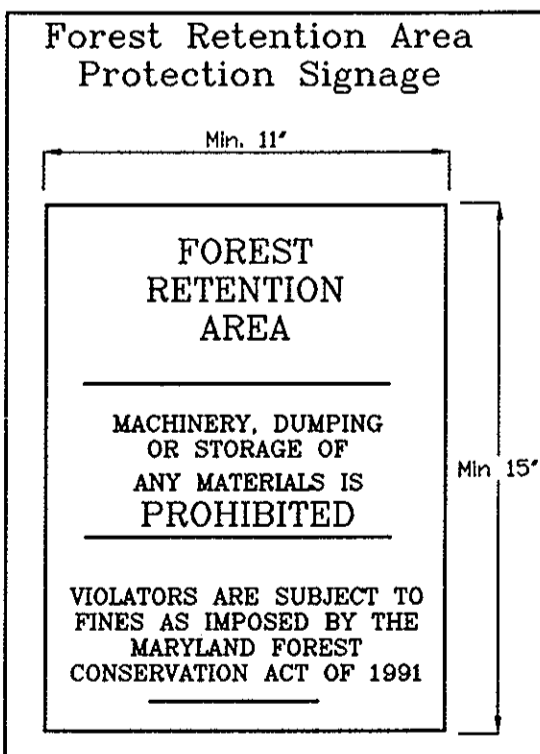 Forest Retention Area
Protection Signage
Min. 11"
FOREST
RETENTION
AREA
MACHINERY, DUMPING
OR STORAGE OF
ANY MATERIALS IS
PROHIBITED
Min 15"
VIOLATORS ARE SUBJECT TO
FINES AS IMPOSED BY THE
MARYLAND FOREST
CONSERVATION ACT OF 1991